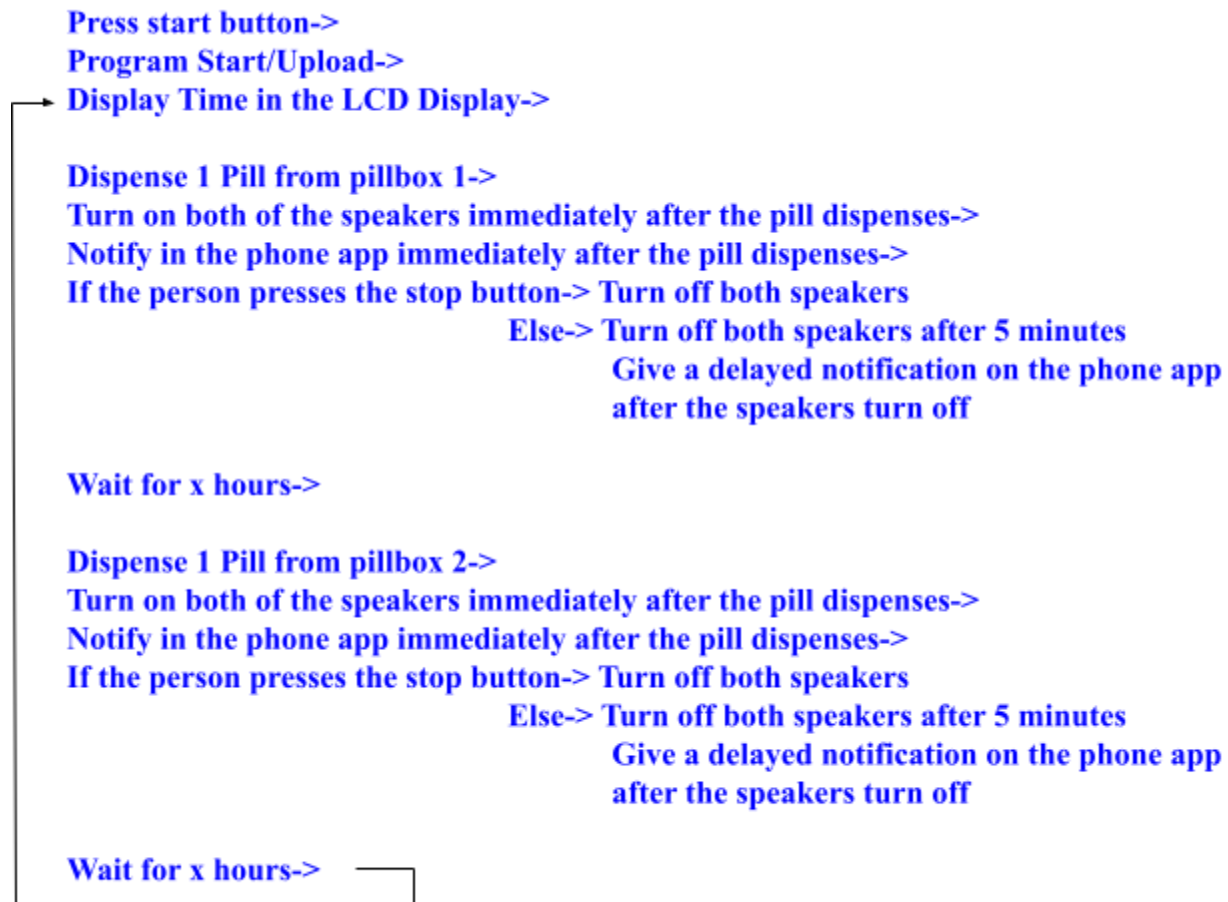 Press start button->
Program Start/Upload->
Display Time in the LCD Display->
Dispense 1 Pill from pillbox 1->
Turn on both of the speakers immediately after the pill dispenses->
Notify in the phone app immediately after the pill dispenses->
If the person presses the stop button-> Turn off both speakers
Else-> Turn off both speakers after 5 minutes
Give a delayed notification on the phone app
after the speakers turn off
Wait for x hours->
Dispense 1 Pill from pillbox 2->
Turn on both of the speakers immediately after the pill dispenses->
Notify in the phone app immediately after the pill dispenses->
If the person presses the stop button-> Turn off both speakers
Else-> Turn off both speakers after 5 minutes
Give a delayed notification on the phone app
after the speakers turn off
Wait for x hours->